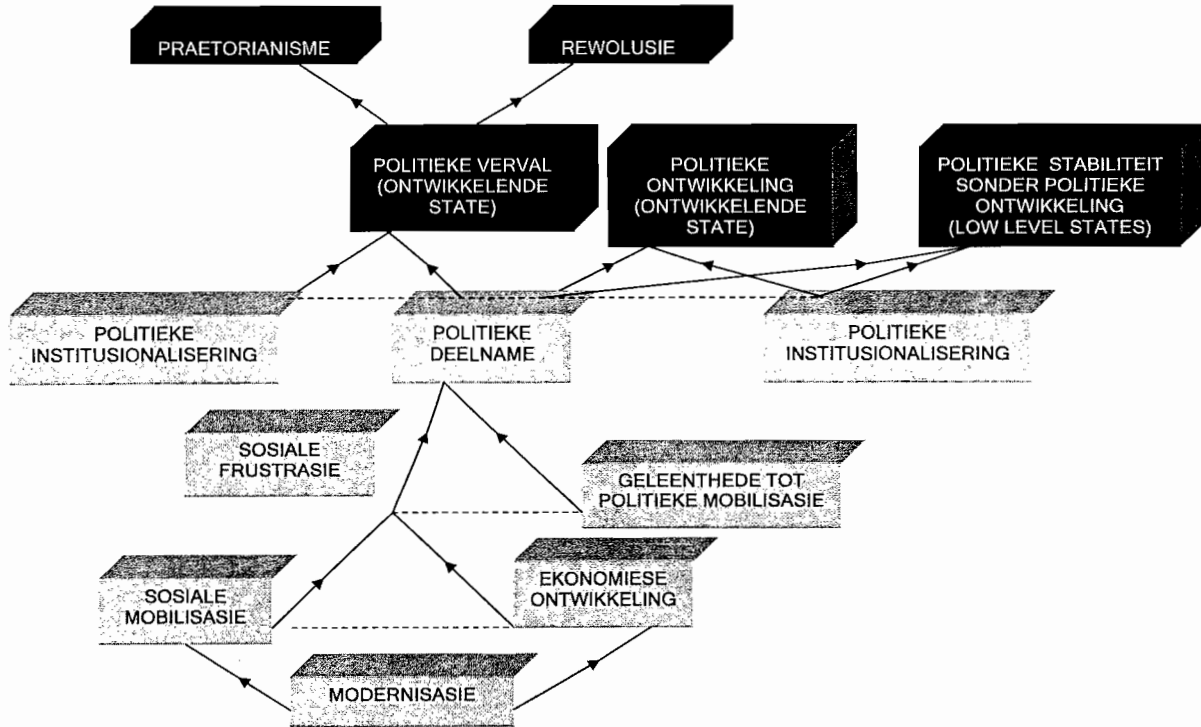 PRAETORIANISME
REWOLUSIE
POLITIEKE VERVAL
(ONTWIKKELENDE
STATE)
POLITIEKE
ONTWIKKELING
(ONTWIKKELENDE
STATE)
POLITIEKE STABILITEIT
SONDER POLITIEKE
ONTWIKKELING
(LOW LEVEL STATES)
POLITIEKE
INSTITUSIONALISERING
POLITIEKE
DEELNAME
POLITIEKE
INSTITUSIONALISERING
SOSIALE
FRUSTRASIE
GELEENTHEDE TOT
POLITIEKE MOBILISASIE
SOSIALE
MOBILISASIE
EKONOMIESE
ONTWIKKELING
MODERNISASIE